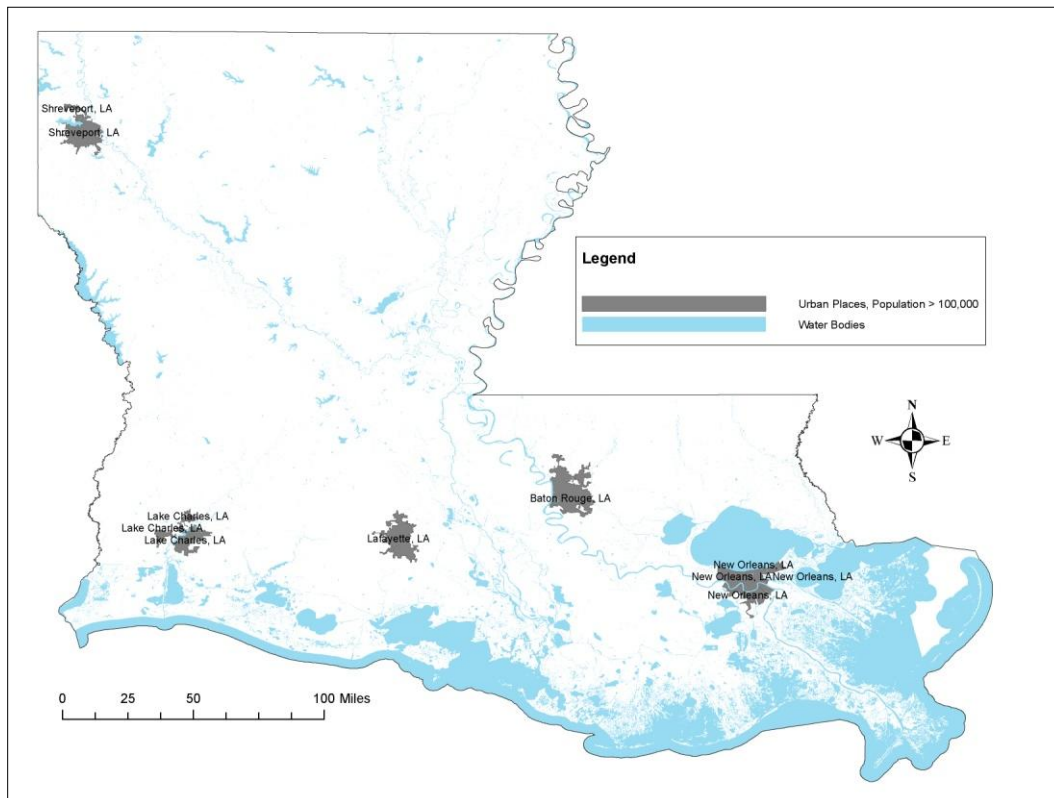 Shreveport, LA
Shreveport, LA
Legend
Urban Places, Population > 100,000
Water Bodies
N
W E
S
Baton Rouge, LA
Lake Charles, LA
Lake Charles, LA
Lake Charles, LA
Lafayette, LA
New Orleans, LA
New Orleans, LA New Orleans, LA
New Orleans, LA
0 25 50 100 Miles